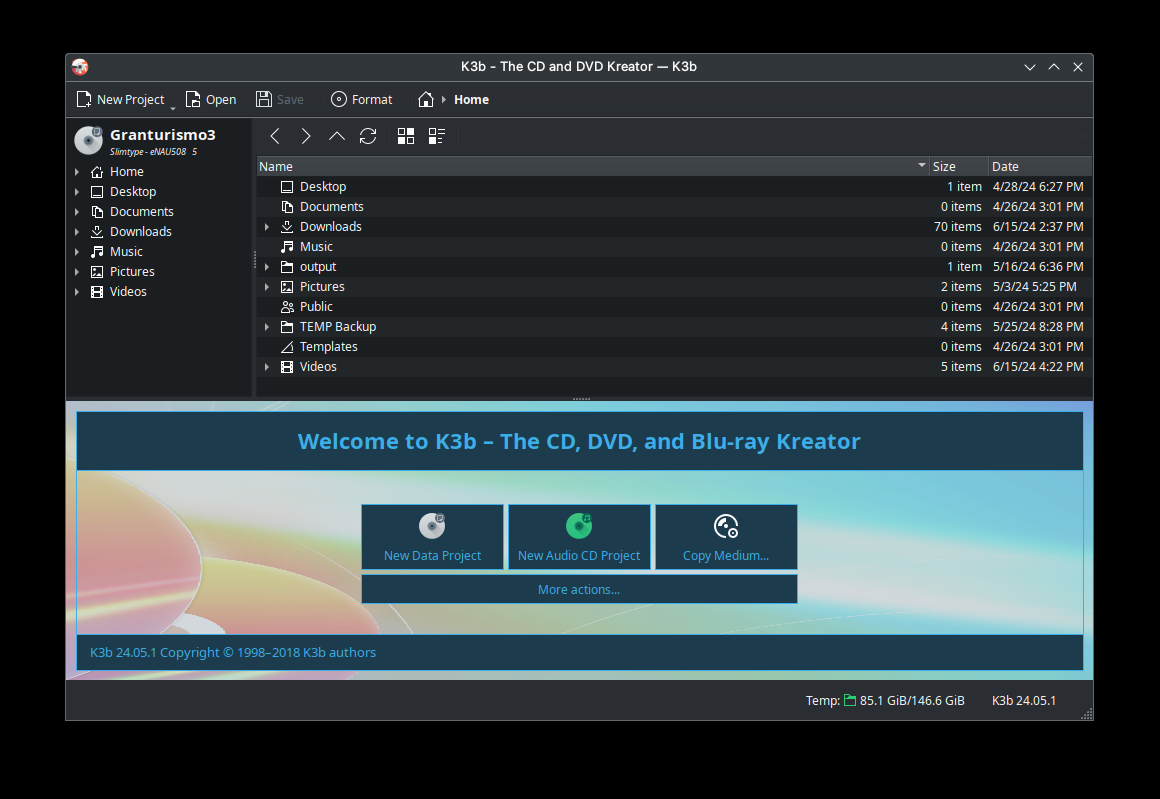 K3b - The CD and DVD Kreator — K3b
New Project Open Save Format Home
Granturismo3
Slimtype - eNAU508 5
Home
Desktop
Documents
Downloads
Music
Pictures
Videos
Name Size Date
Desktop 1 item 4/28/24 6:27 PM
Documents 0 items 4/26/24 3:01 PM
Downloads 70 items 6/15/24 2:37 PM
Music 0 items 4/26/24 3:01 PM
output 1 item 5/16/24 6:36 PM
Pictures 2 items 5/3/24 5:25 PM
Public 0 items 4/26/24 3:01 PM
TEMP Backup 4 items 5/25/24 8:28 PM
Templates 0 items 4/26/24 3:01 PM
Videos 5 items 6/15/24 4:22 PM
Welcome to K3b – The CD, DVD, and Blu-ray Kreator
New Data Project New Audio CD Project Copy Medium...
More actions...
K3b 24.05.1 Copyright © 1998–2018 K3b authors
Temp: 85.1 GiB/146.6 GiB K3b 24.05.1